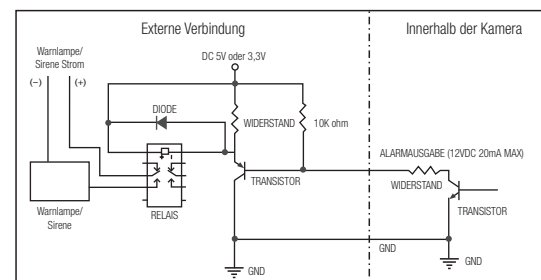 Externe Verbindung
Innerhalb der Kamera
Warnlampe/
Sirene Strom
(−)
(+)
DC 5V oder 3,3V
DIODE
WIDERSTAND
10K ohm
ALARMAUSGABE (12VDC 20mA MAX)
WIDERSTAND
TRANSISTOR
TRANSISTOR
RELAIS
Warnlampe/
Sirene
GND
GND
GND